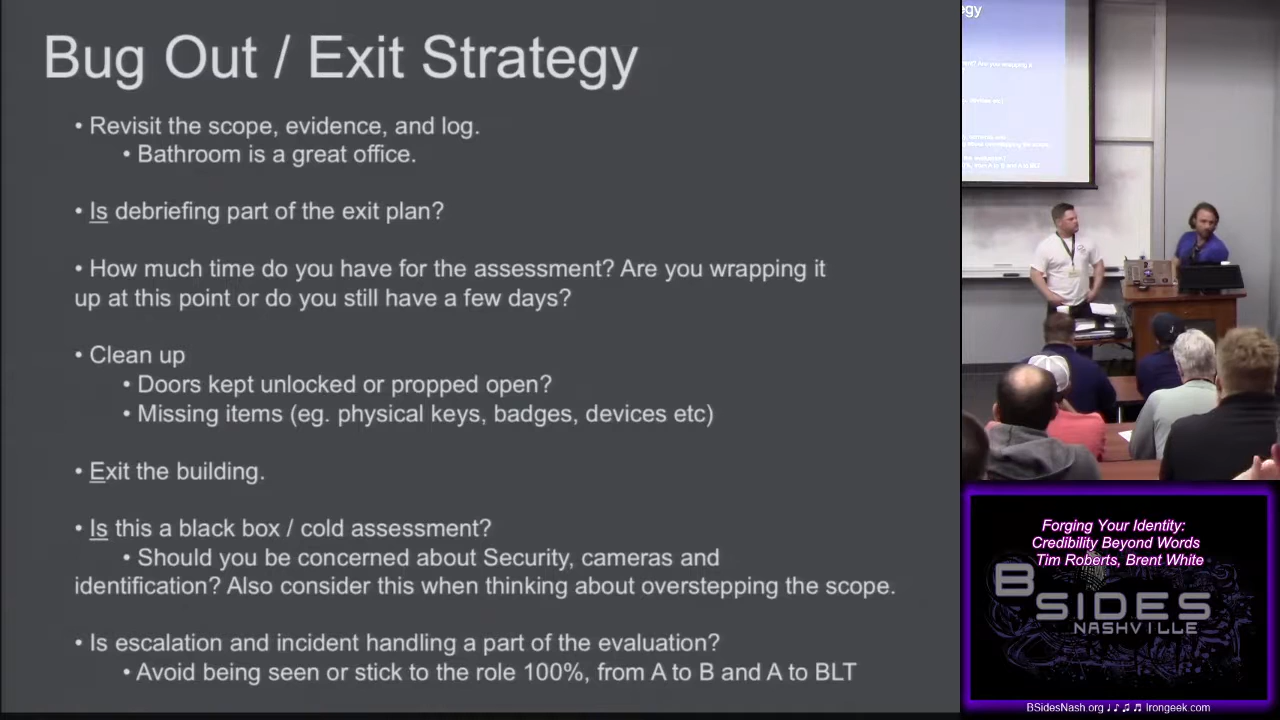 Bug Out / Exit Strategy
• Revisit the scope, evidence, and log.
• Bathroom is a great office.
• Is debriefing part of the exit plan?
• How much time do you have for the assessment? Are you wrapping it
up at this point or do you still have a few days?
• Clean up
• Doors kept unlocked or propped open?
• Missing items (eg. physical keys, badges, devices etc)
• Exit the building.
• Is this a black box / cold assessment?
• Should you be concerned about Security, cameras and
identification? Also consider this when thinking about overstepping the scope.
• Is escalation and incident handling a part of the evaluation?
• Avoid being seen or stick to the role 100%, from A to B and A to BLT
egy
Forging Your Identity:
Credibility Beyond Words
Tim Roberts, Brent White
BSIDES
NASHVILLE
BSidesNash.org ♩♪♫♬ Irongeek.com